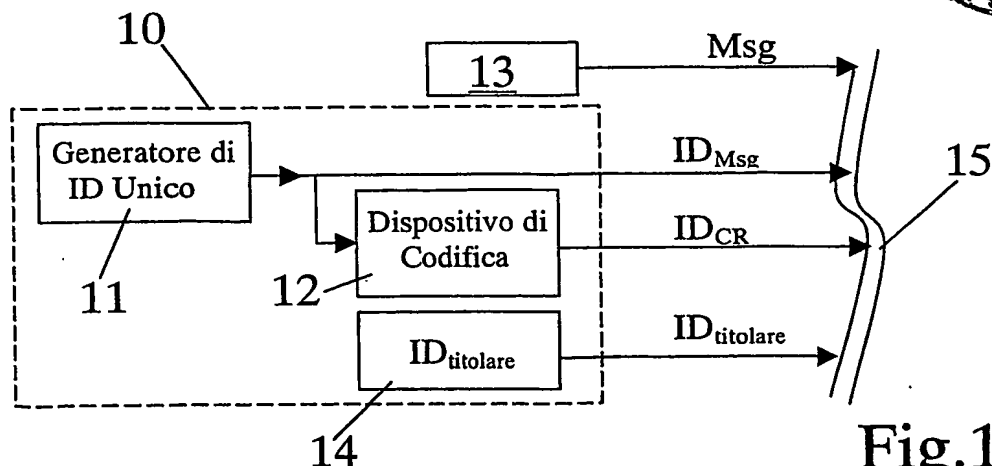 10
13
Msg
Generatore di
ID Unico
ID_Msg
15
Dispositivo di
Codifica
ID_CR
11
12
ID_titolare
ID_titolare
14
Fig.1